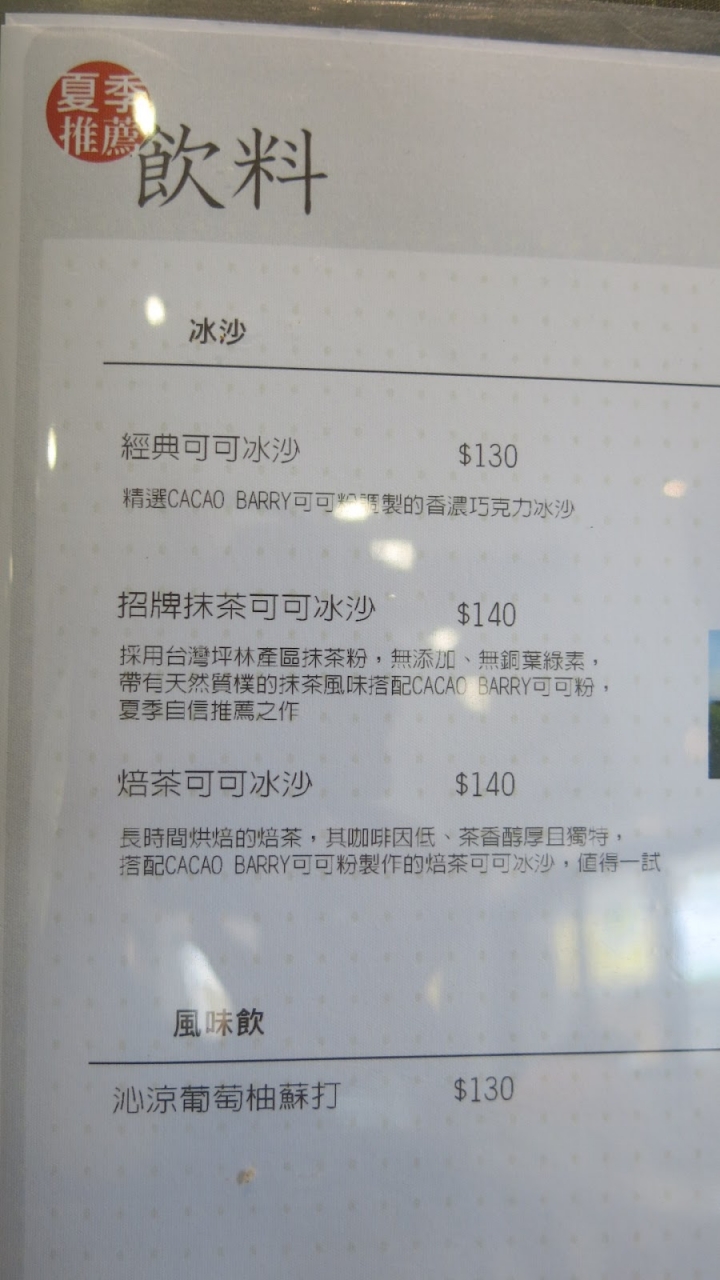 夏季
推薦
飲料
冰沙
經典可可冰沙 $130
精選CACAO BARRY可可粉調製的香濃巧克力冰沙
招牌抹茶可可冰沙 $140
採用台灣坪林產區抹茶粉，無添加、無銅葉綠素，
帶有天然質樸的抹茶風味搭配CACAO BARRY可可粉，
夏季自信推薦之作
焙茶可可冰沙 $140
長時間烘焙的焙茶，其咖啡因低、茶香醇厚且獨特，
搭配CACAO BARRY可可粉製作的焙茶可可冰沙，值得一試
風味飲
沁涼葡萄柚蘇打 $130